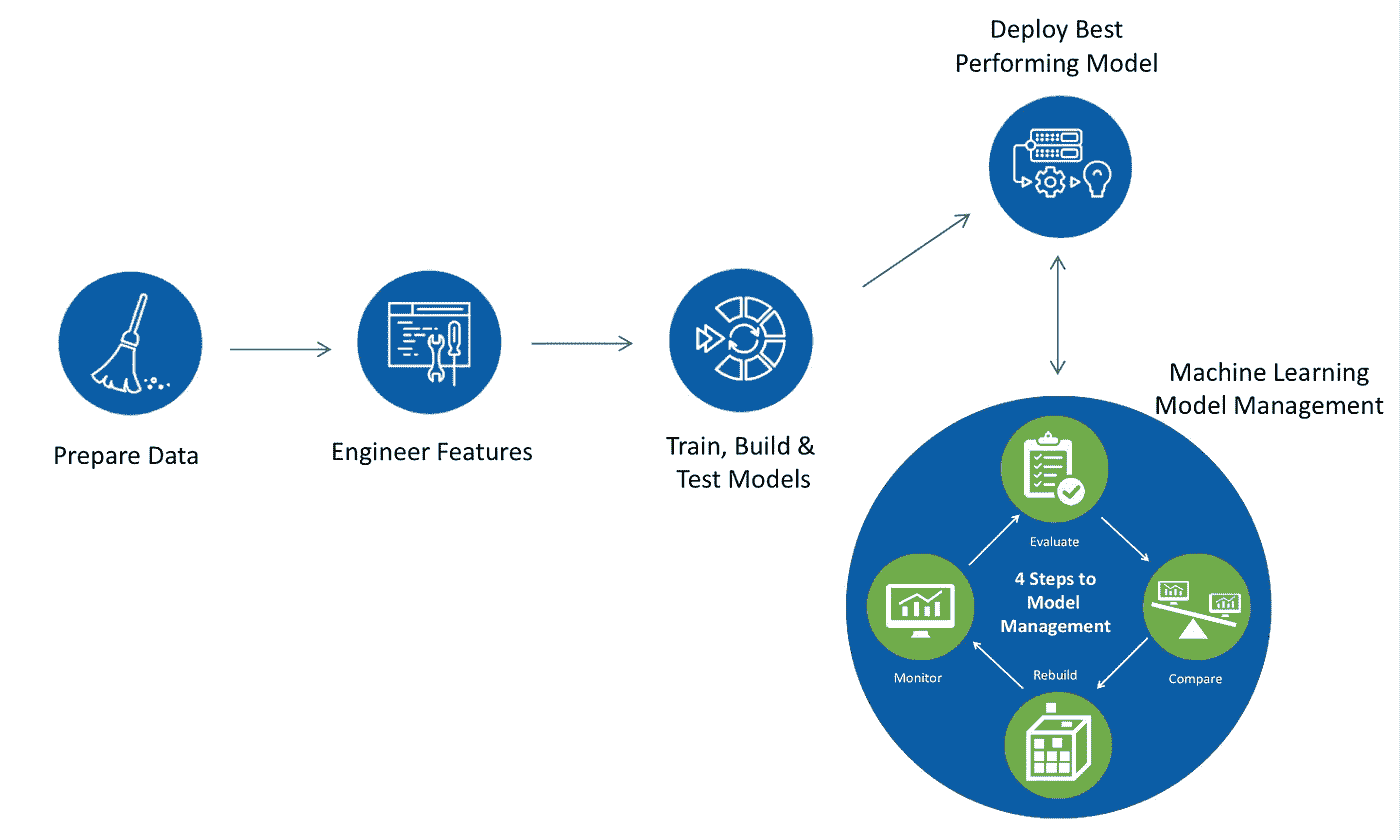 Deploy Best
Performing Model
Prepare Data
Engineer Features
Train, Build &
Test Models
Machine Learning
Model Management
Evaluate
4 Steps to
Model
Management
Monitor
Rebuild
Compare